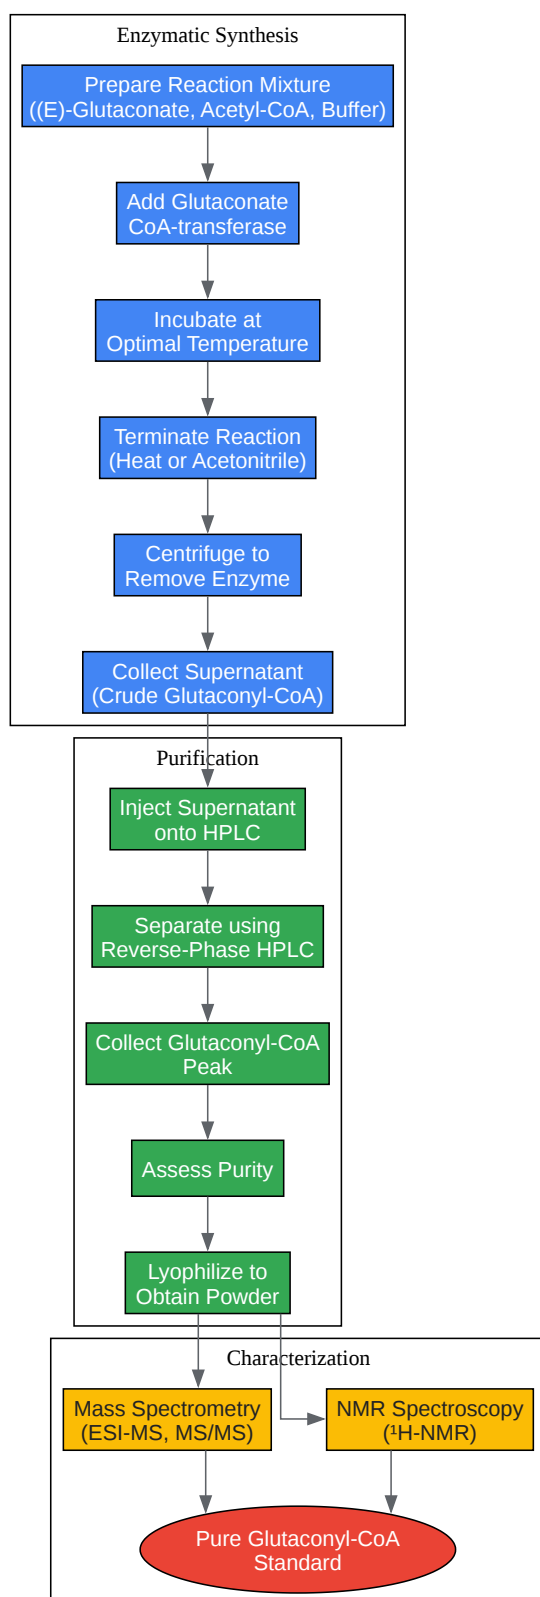 Enzymatic Synthesis
Prepare Reaction Mixture
((E)-Glutaconate, Acetyl-CoA, Buffer)
Add Glutaconate
CoA-transferase
Incubate at
Optimal Temperature
Terminate Reaction
(Heat or Acetonitrile)
Centrifuge to
Remove Enzyme
Collect Supernatant
(Crude Glutaconyl-CoA)
Purification
Inject Supernatant
onto HPLC
Separate using
Reverse-Phase HPLC
Collect Glutaconyl-CoA
Peak
Assess Purity
Lyophilize to
Obtain Powder
Characterization
Mass Spectrometry
(ESI-MS, MS/MS)
NMR Spectroscopy
(¹H-NMR)
Pure Glutaconyl-CoA
Standard